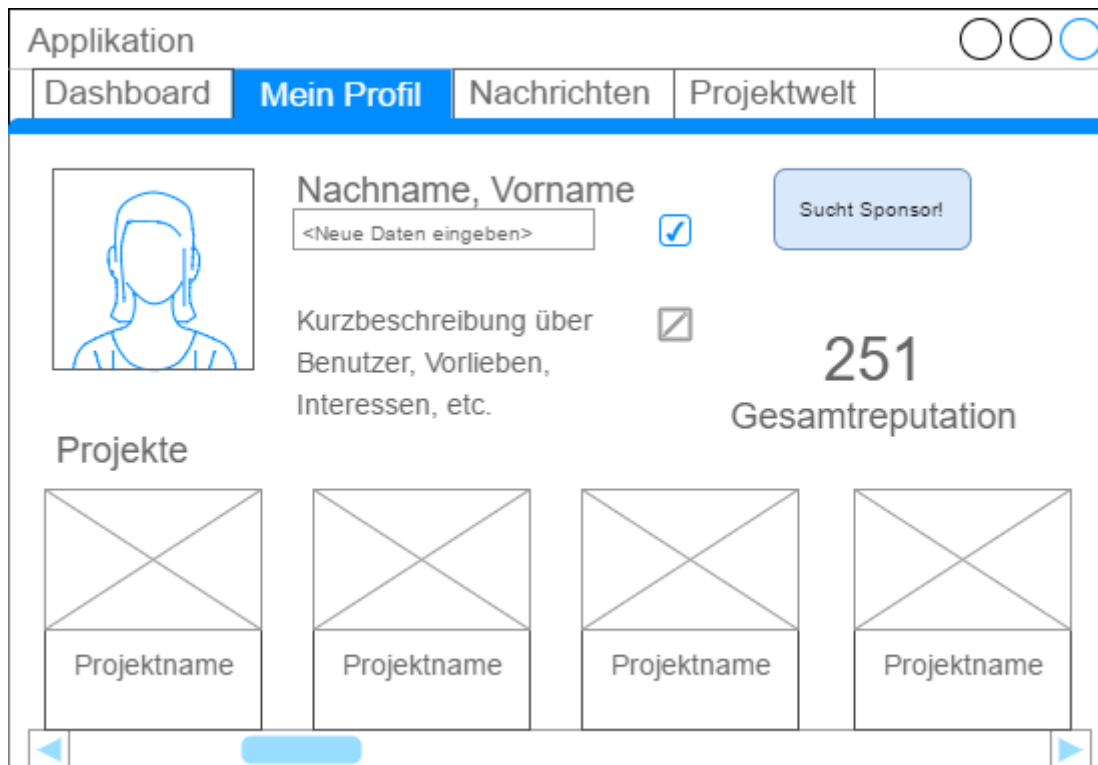 Applikation
Dashboard
Mein Profil
Nachrichten
Projektwelt
Nachname, Vorname
<Neue Daten eingeben>
Sucht Sponsor!
Kurzbeschreibung über
Benutzer, Vorlieben,
Interessen, etc.
251
Gesamtreputation
Projekte
Projektname
Projektname
Projektname
Projektname